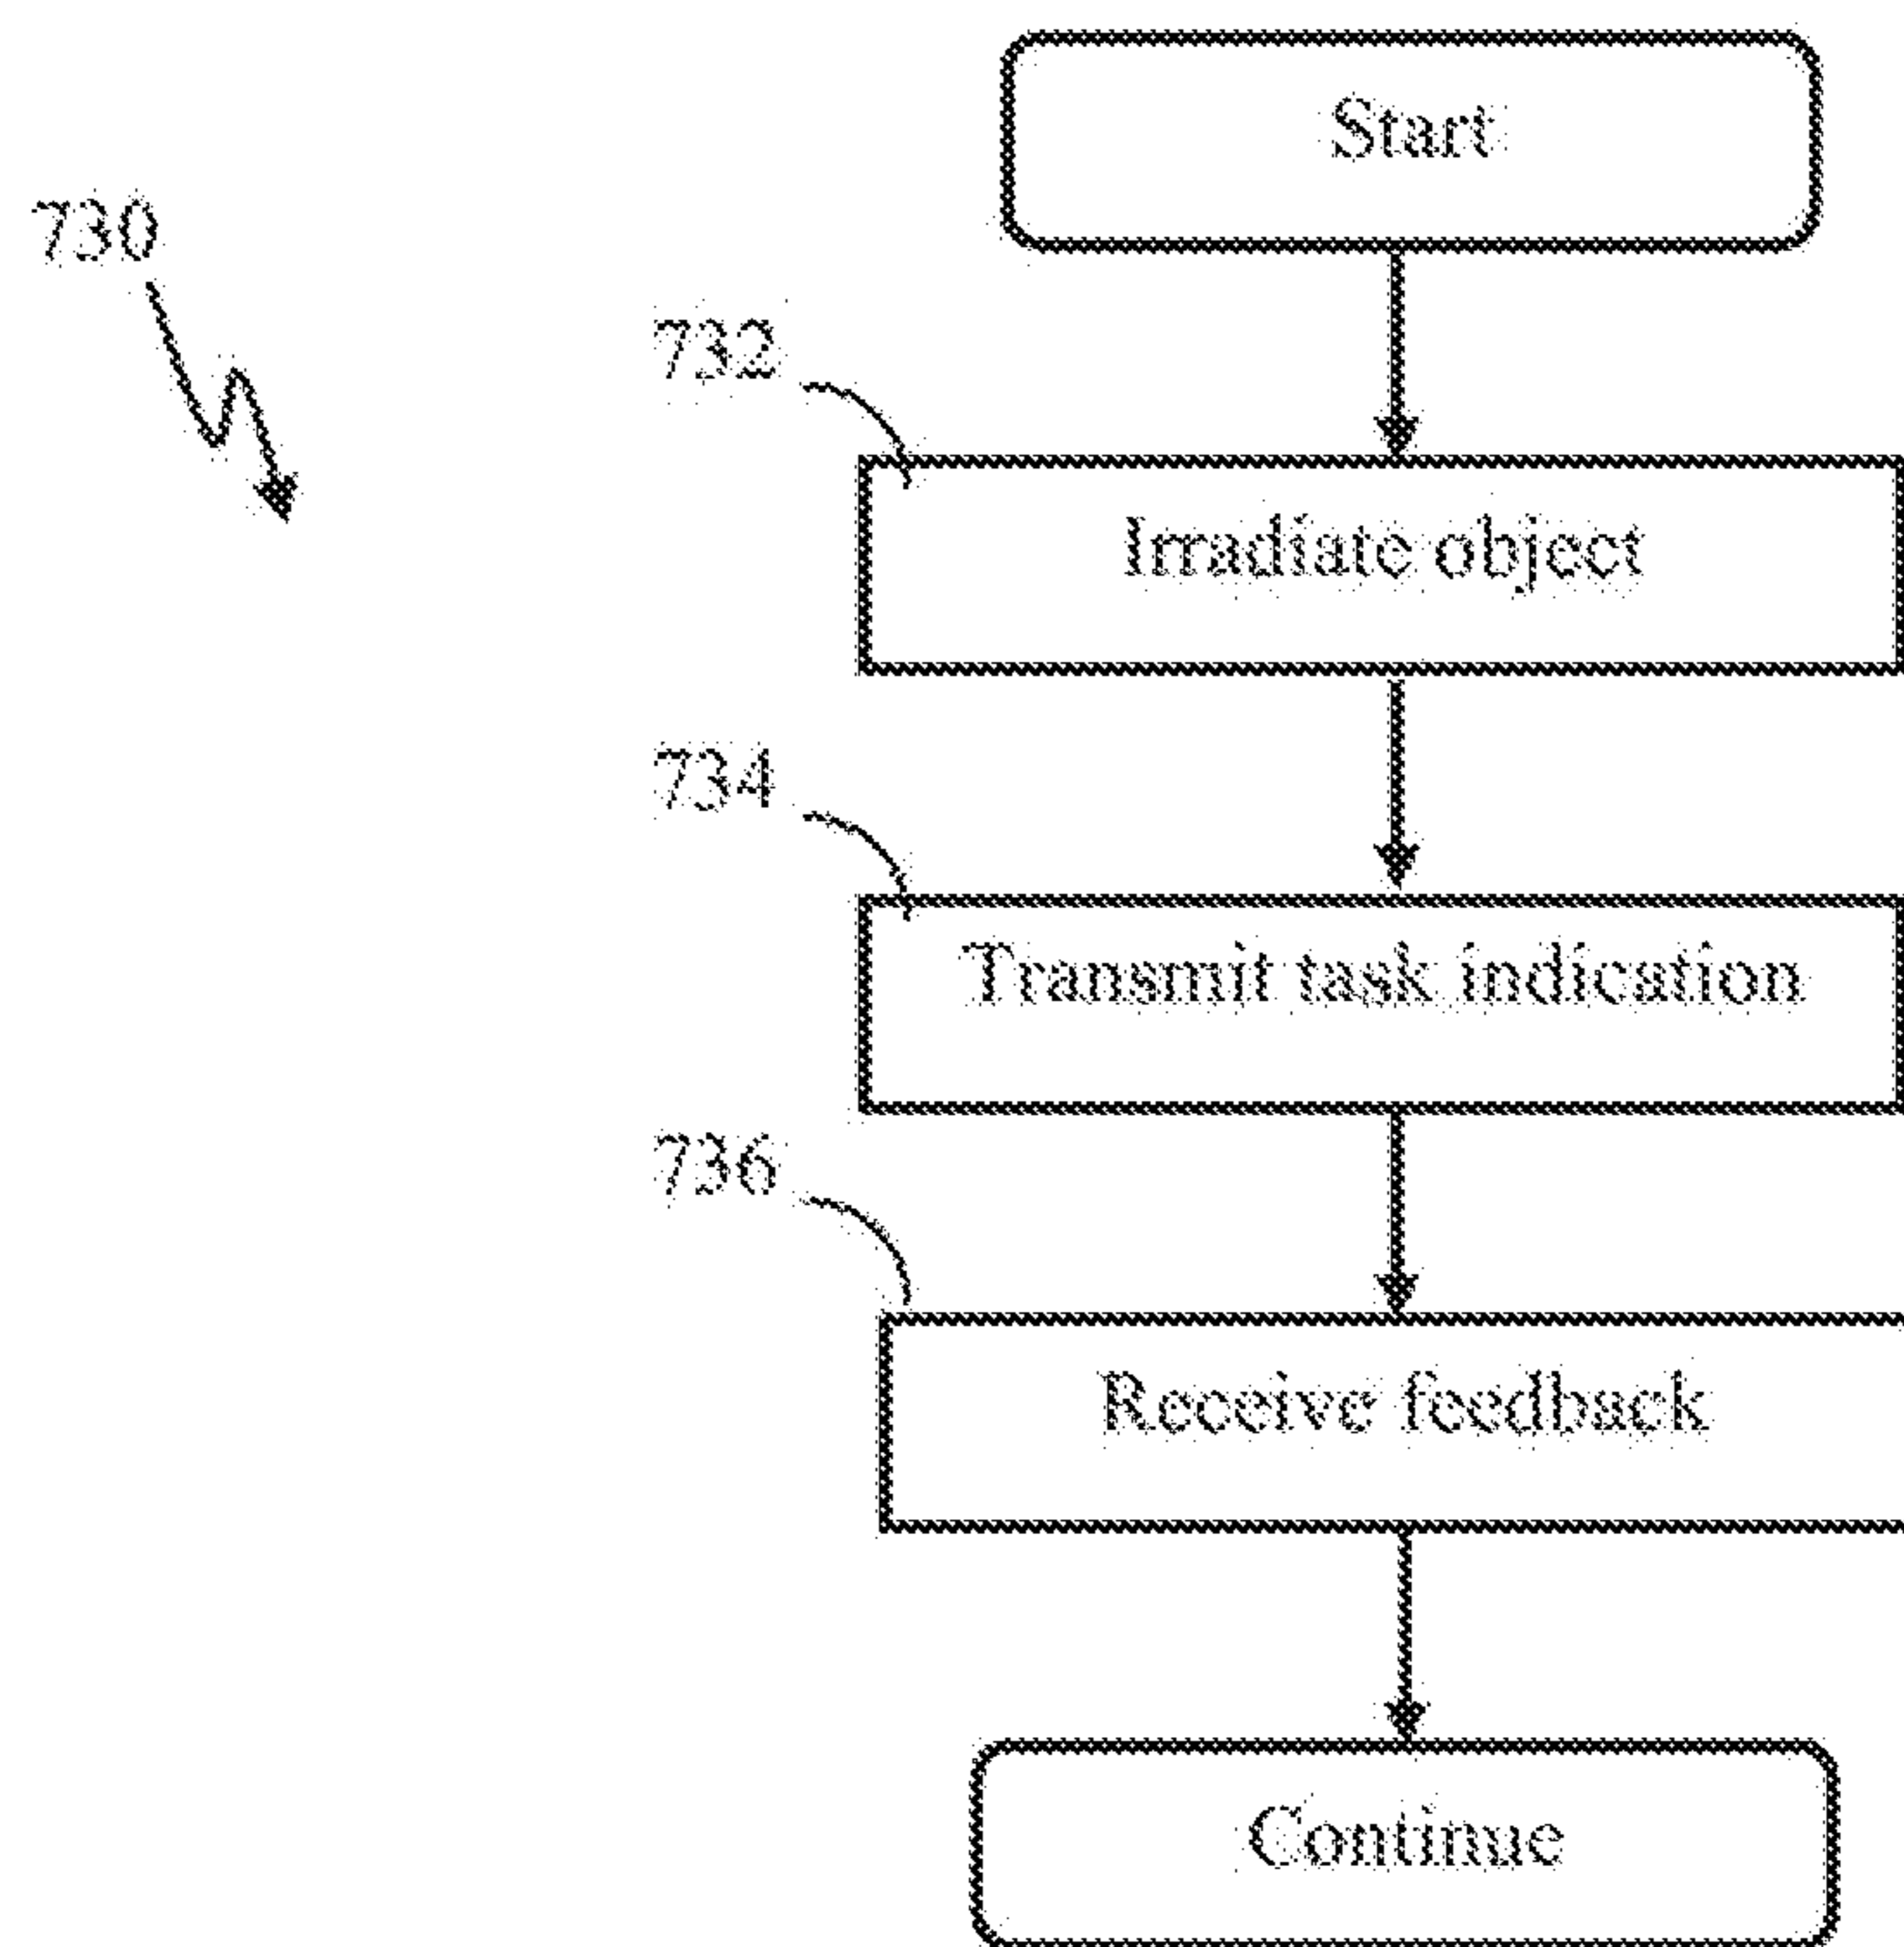 Start
730
732
Irradiate object
734
Transmit task indication
736
Receive feedback
Continue